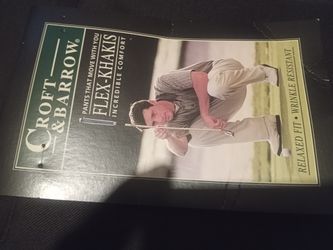 CROFT
& BARROW®
PANTS THAT MOVE WITH YOU
FLEX-KHAKIS
INCREDIBLE COMFORT
RELAXED FIT • WRINKLE RESISTANT